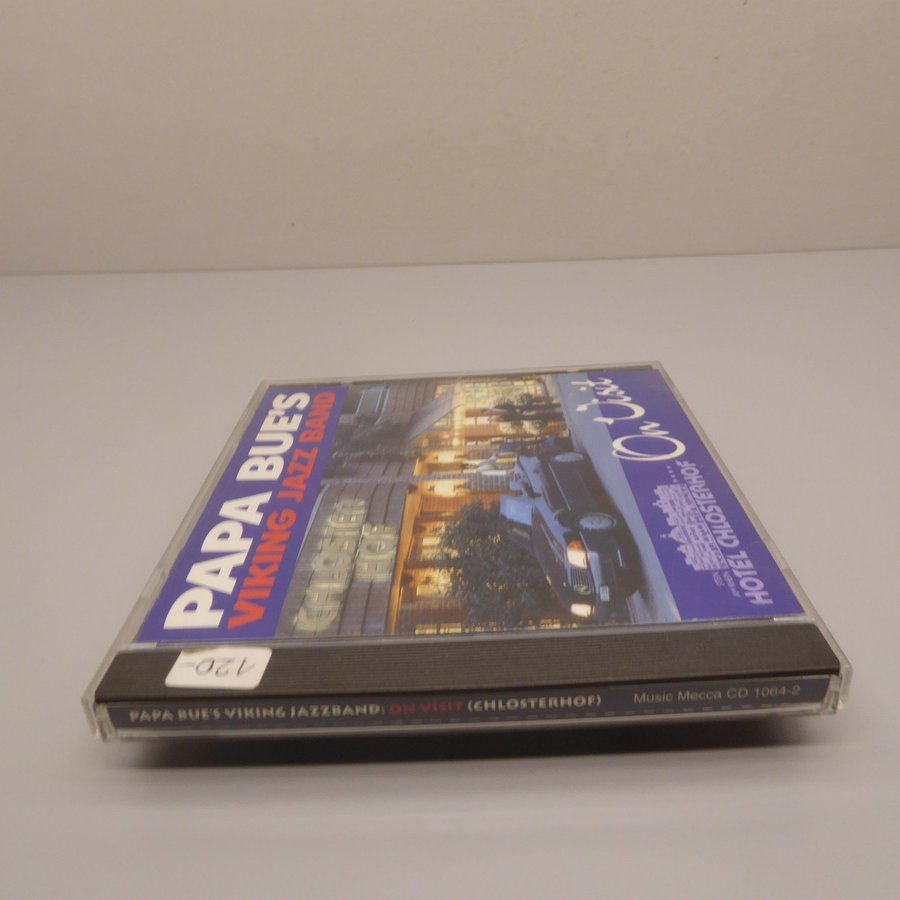 PAPA BUE'S
VIKING JAZZ BAND
CHLOSTER
HOF
On Visit
HOTEL CHLOSTERHOF
120-
PAPA BUE'S VIKING JAZZBAND: ON VISIT (CHLOSTERHOF)
Music Mecca CD 1064-2